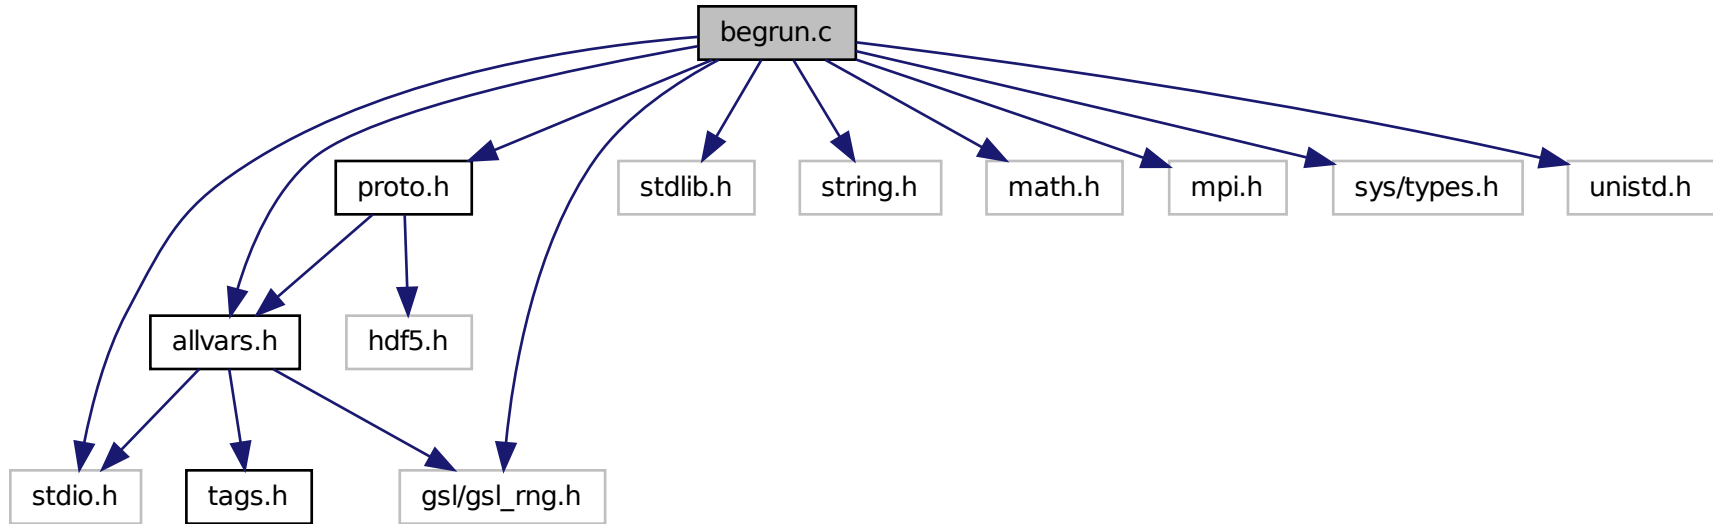 begrun.c
proto.h
stdlib.h
string.h
math.h
mpi.h
sys/types.h
unistd.h
allvars.h
hdf5.h
stdio.h
tags.h
gsl/gsl_rng.h